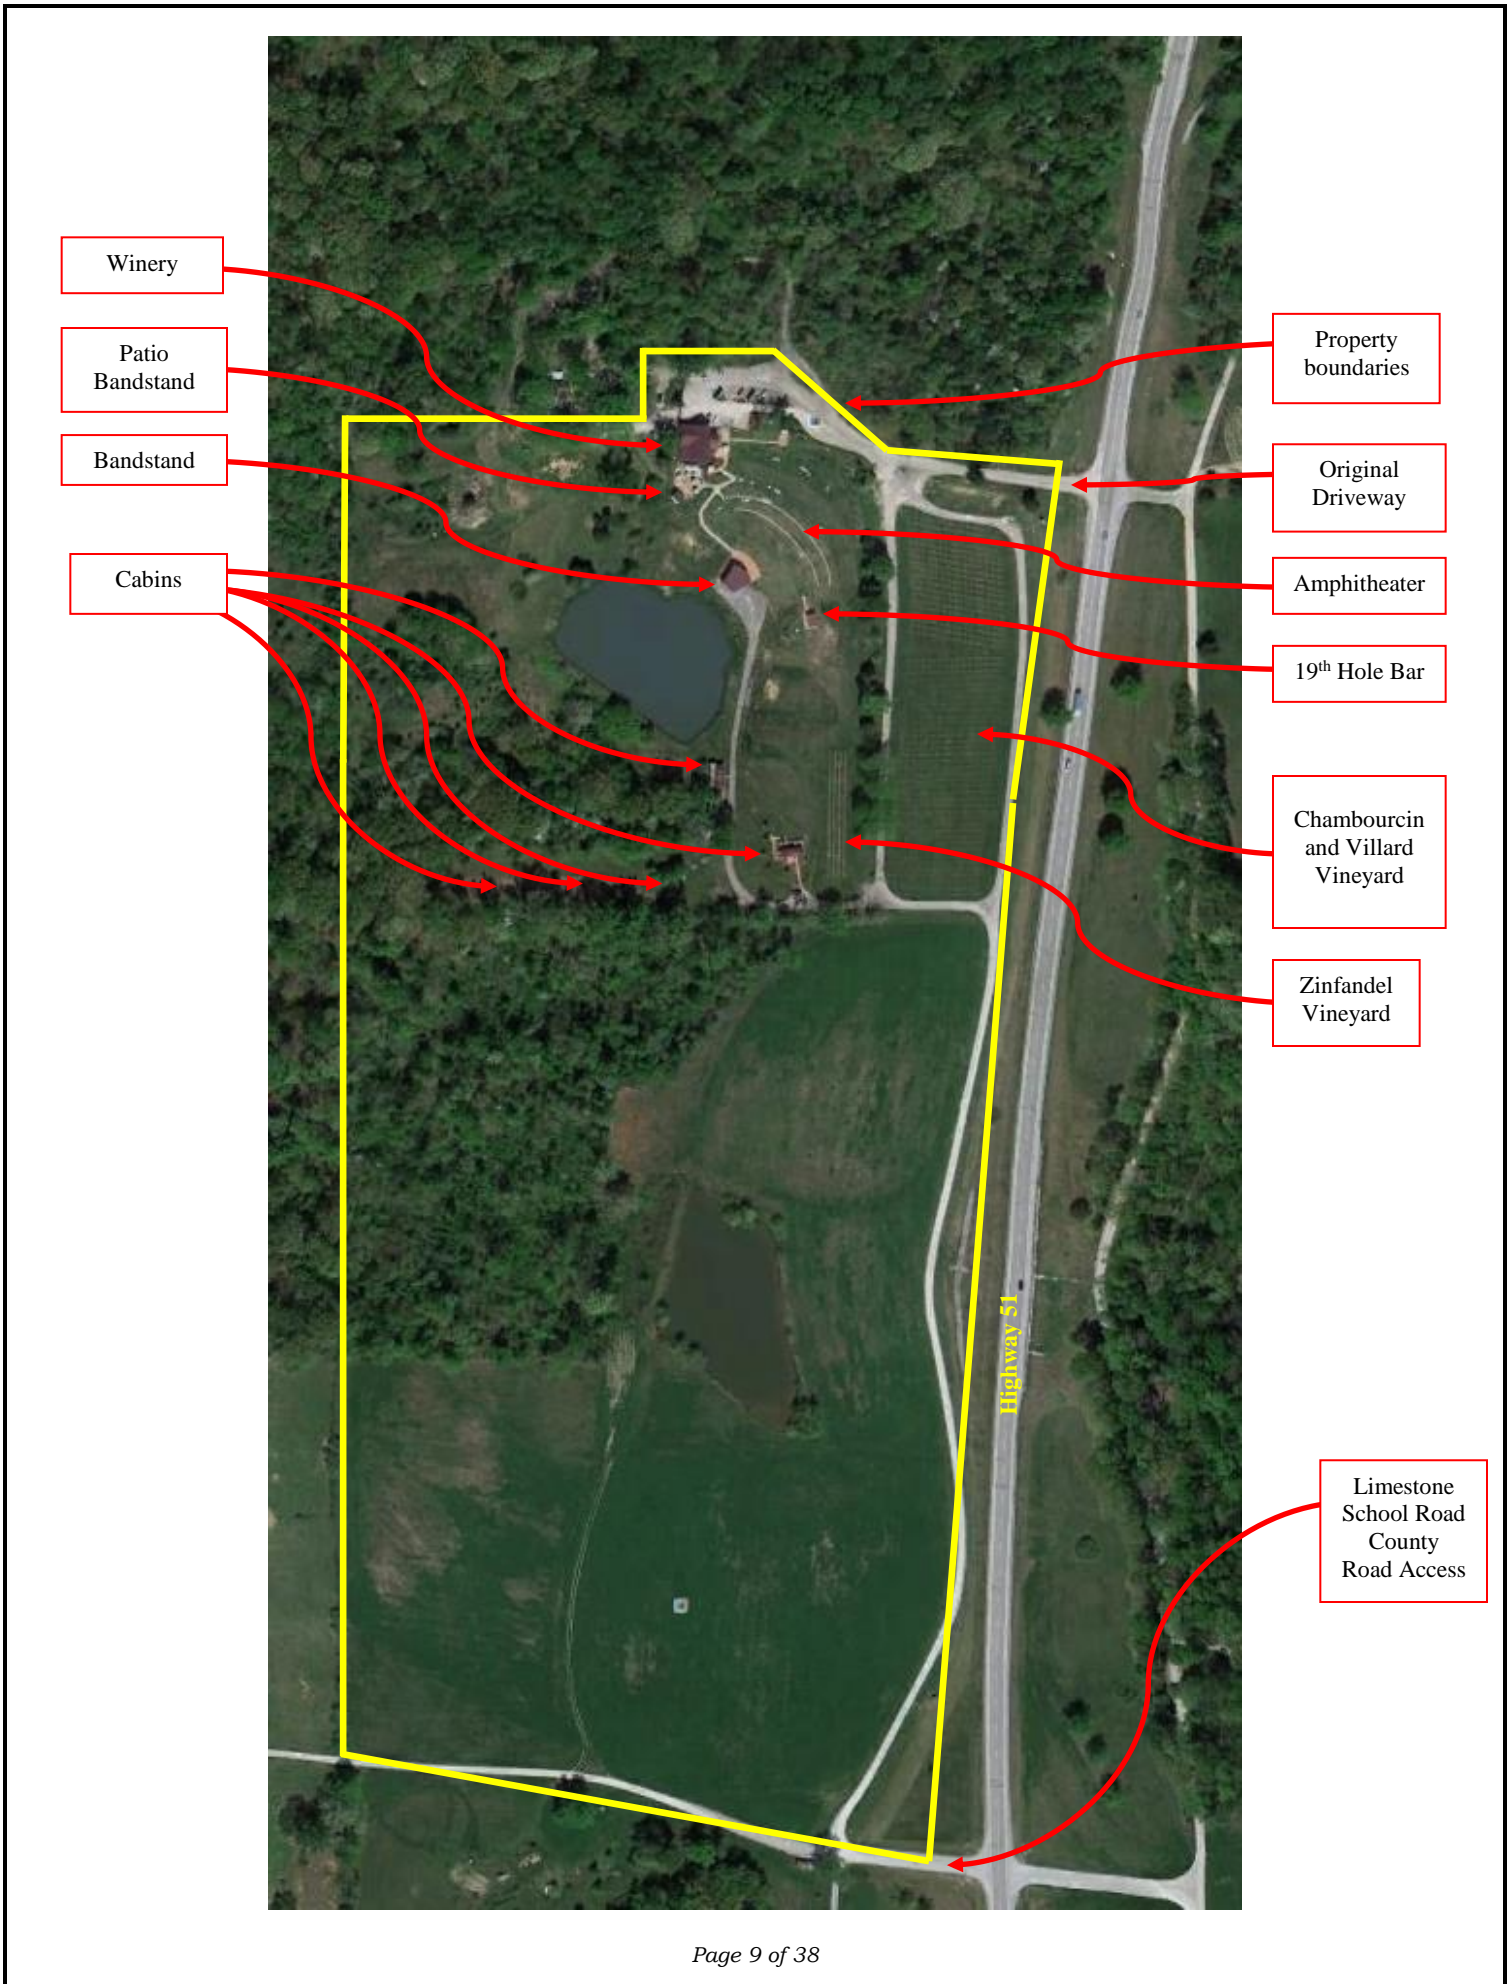 Winery
Patio
Bandstand
Bandstand
Cabins
Property
boundaries
Original
Driveway
Amphitheater
19th Hole Bar
Chambourcin
and Villard
Vineyard
Zinfandel
Vineyard
Highway 51
Limestone
School Road
County
Road Access
Page 9 of 38